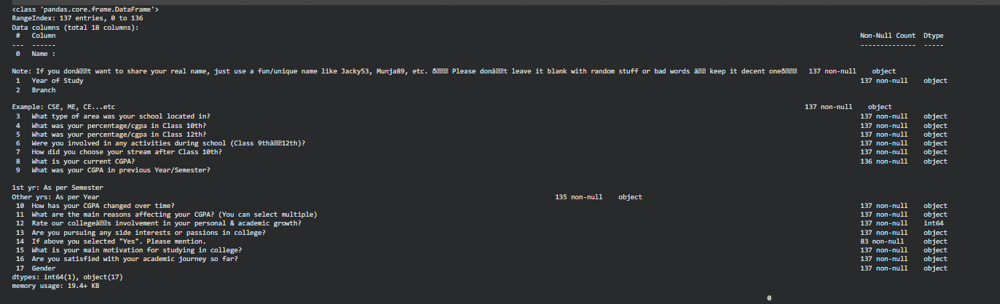 <class 'pandas.core.frame.DataFrame'>
RangeIndex: 137 entries, 0 to 136
Data columns (total 18 columns):
 #   Column   Non-Null Count  Dtype
---  ------   --------------  -----
 0   Name :
Note: If you donât want to share your real name, just use a fun/unique name like Jacky53, Munja89, etc. ð Please donât leave it blank with random stuff or bad words â keep it decent oneð   137 non-null   object
 1   Year of Study   137 non-null   object
 2   Branch
Example: CSE, ME, CE...etc   137 non-null   object
 3   What type of area was your school located in?   137 non-null   object
 4   What was your percentage/cgpa in Class 10th?   137 non-null   object
 5   What was your percentage/cgpa in Class 12th?   137 non-null   object
 6   Were you involved in any activities during school (Class 9thâ12th)?   137 non-null   object
 7   How did you choose your stream after Class 10th?   137 non-null   object
 8   What is your current CGPA?   136 non-null   object
 9   What was your CGPA in previous Year/Semester?
1st yr: As per Semester
Other yrs: As per Year   135 non-null   object
 10  How has your CGPA changed over time?   137 non-null   object
 11  What are the main reasons affecting your CGPA? (You can select multiple)   137 non-null   object
 12  Rate our collegeâs involvement in your personal & academic growth?   137 non-null   int64
 13  Are you pursuing any side interests or passions in college?   137 non-null   object
 14  If above you selected "Yes". Please mention.   83 non-null   object
 15  What is your main motivation for studying in college?   137 non-null   object
 16  Are you satisfied with your academic journey so far?   137 non-null   object
 17  Gender   137 non-null   object
dtypes: int64(1), object(17)
memory usage: 19.4+ KB
0